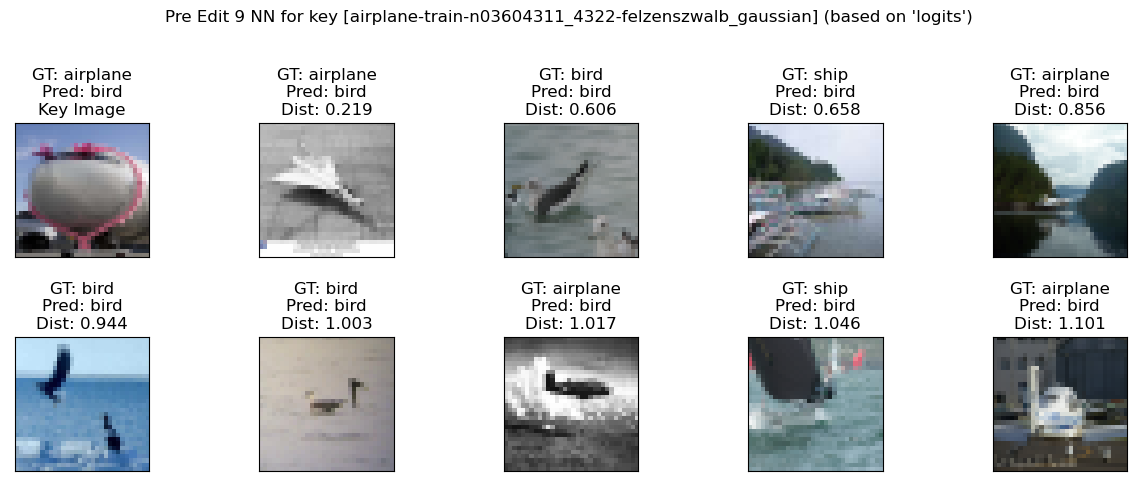 Pre Edit 9 NN for key [airplane-train-n03604311_4322-felzenszwalb_gaussian] (based on 'logits')
GT: airplane
Pred: bird
Key Image
GT: airplane
Pred: bird
Dist: 0.219
GT: bird
Pred: bird
Dist: 0.606
GT: ship
Pred: bird
Dist: 0.658
GT: airplane
Pred: bird
Dist: 0.856
GT: bird
Pred: bird
Dist: 0.944
GT: bird
Pred: bird
Dist: 1.003
GT: airplane
Pred: bird
Dist: 1.017
GT: ship
Pred: bird
Dist: 1.046
GT: airplane
Pred: bird
Dist: 1.101